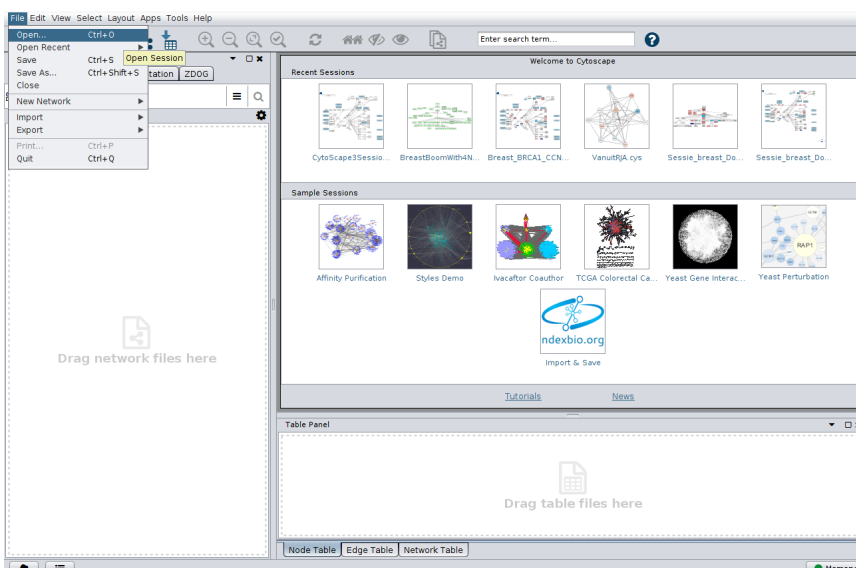 File Edit View Select Layout Apps Tools Help
Open... Ctrl+O
Open Recent
Save Ctrl+S
Open Session
Save As... Ctrl+Shift+S
tation ZDOG
Close
New Network
Import
Export
Print... Ctrl+P
Quit Ctrl+Q
Enter search term...
?
Drag network files here
Welcome to Cytoscape
Recent Sessions
CytoScape3Sessio... BreastBoomWith4N... Breast_BRCA1_CCN... VanuitRJA.cys Sessie_breast_Do... Sessie_breast_Do...
Sample Sessions
RAP1
Affinity Purification Styles Demo Ivacaftor Coauthor TCGA Colorectal Ca... Yeast Gene Interac... Yeast Perturbation
ndexbio.org
Import & Save
Tutorials News
Table Panel
Drag table files here
Node Table Edge Table Network Table